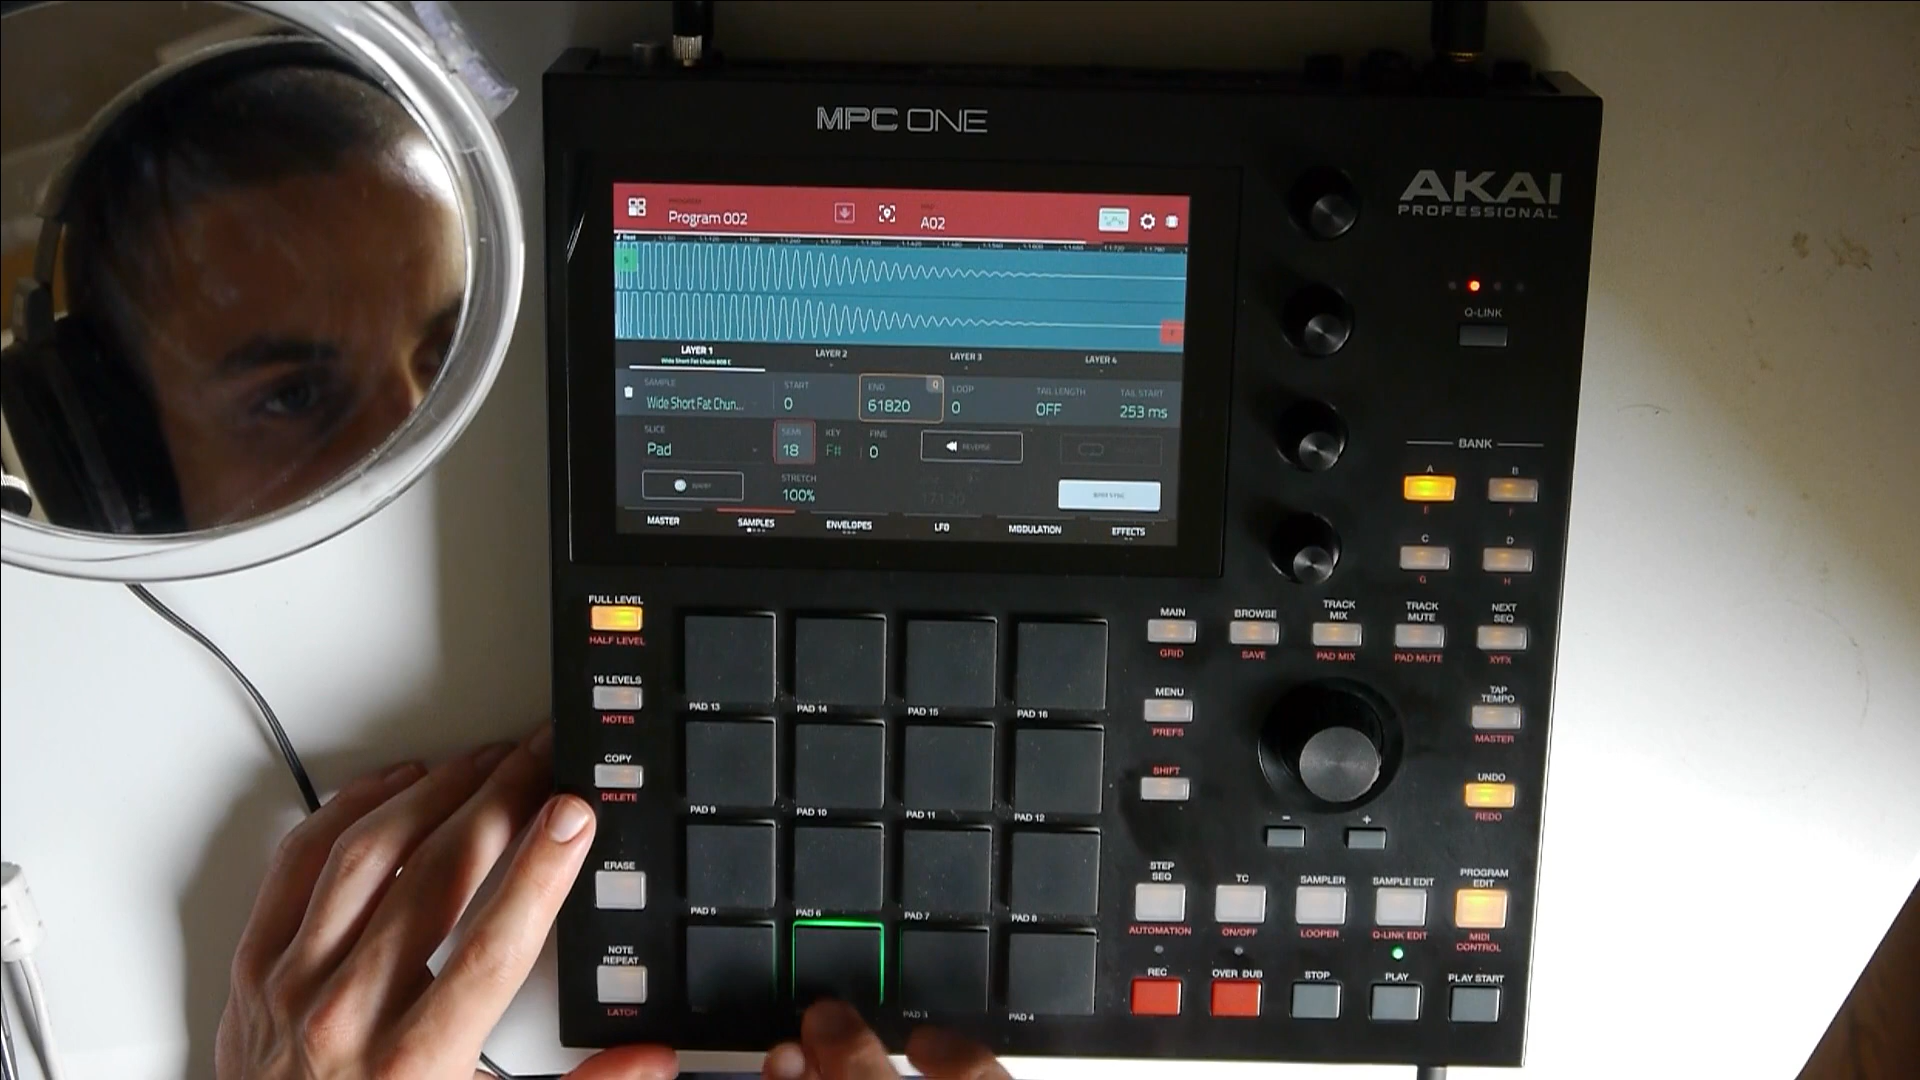 MPC ONE
AKAI
PROFESSIONAL
Program 002
A02
LAYER 1
LAYER 2
LAYER 3
LAYER 4
SAMPLE
START
END
Q
LOOP
TAIL LENGTH
TAIL START
Wide Short Fat Chun...
0
61820
0
OFF
253 ms
SLICE
SEMI
KEY
FINE
Pad
18
F#
0
REVERSE
STRETCH
100%
MASTER
SAMPLES
ENVELOPES
LFO
MODULATION
EFFECTS
Q-LINK
BANK
A
B
E
F
C
D
G
H
FULL LEVEL
HALF LEVEL
16 LEVELS
NOTES
COPY
DELETE
ERASE
NOTE
REPEAT
LATCH
PAD 13
PAD 14
PAD 15
PAD 16
PAD 9
PAD 10
PAD 11
PAD 12
PAD 5
PAD 6
PAD 7
PAD 8
PAD 3
PAD 4
MAIN
GRID
BROWSE
SAVE
TRACK
MIX
PAD MIX
TRACK
MUTE
PAD MUTE
NEXT
SEQ
XYFX
MENU
PREFS
TAP
TEMPO
MASTER
SHIFT
UNDO
REDO
- +
STEP
SEQ
AUTOMATION
TC
ON/OFF
SAMPLER
LOOPER
SAMPLE EDIT
Q-LINK EDIT
PROGRAM
EDIT
MIDI
CONTROL
REC
OVER DUB
STOP
PLAY
PLAY START